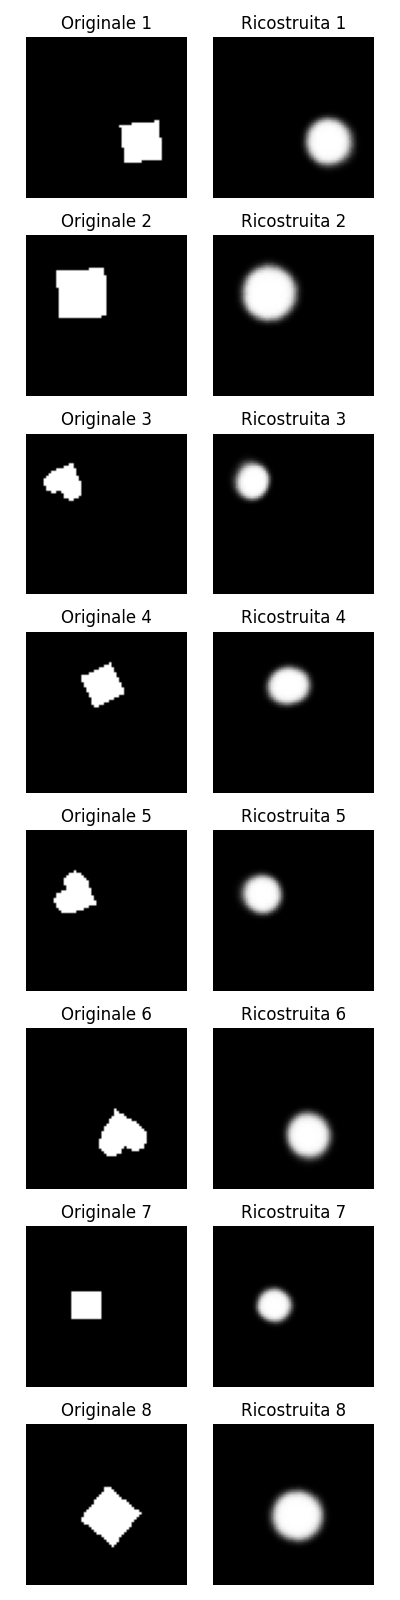 Originale 1 Ricostruita 1
Originale 2 Ricostruita 2
Originale 3 Ricostruita 3
Originale 4 Ricostruita 4
Originale 5 Ricostruita 5
Originale 6 Ricostruita 6
Originale 7 Ricostruita 7
Originale 8 Ricostruita 8